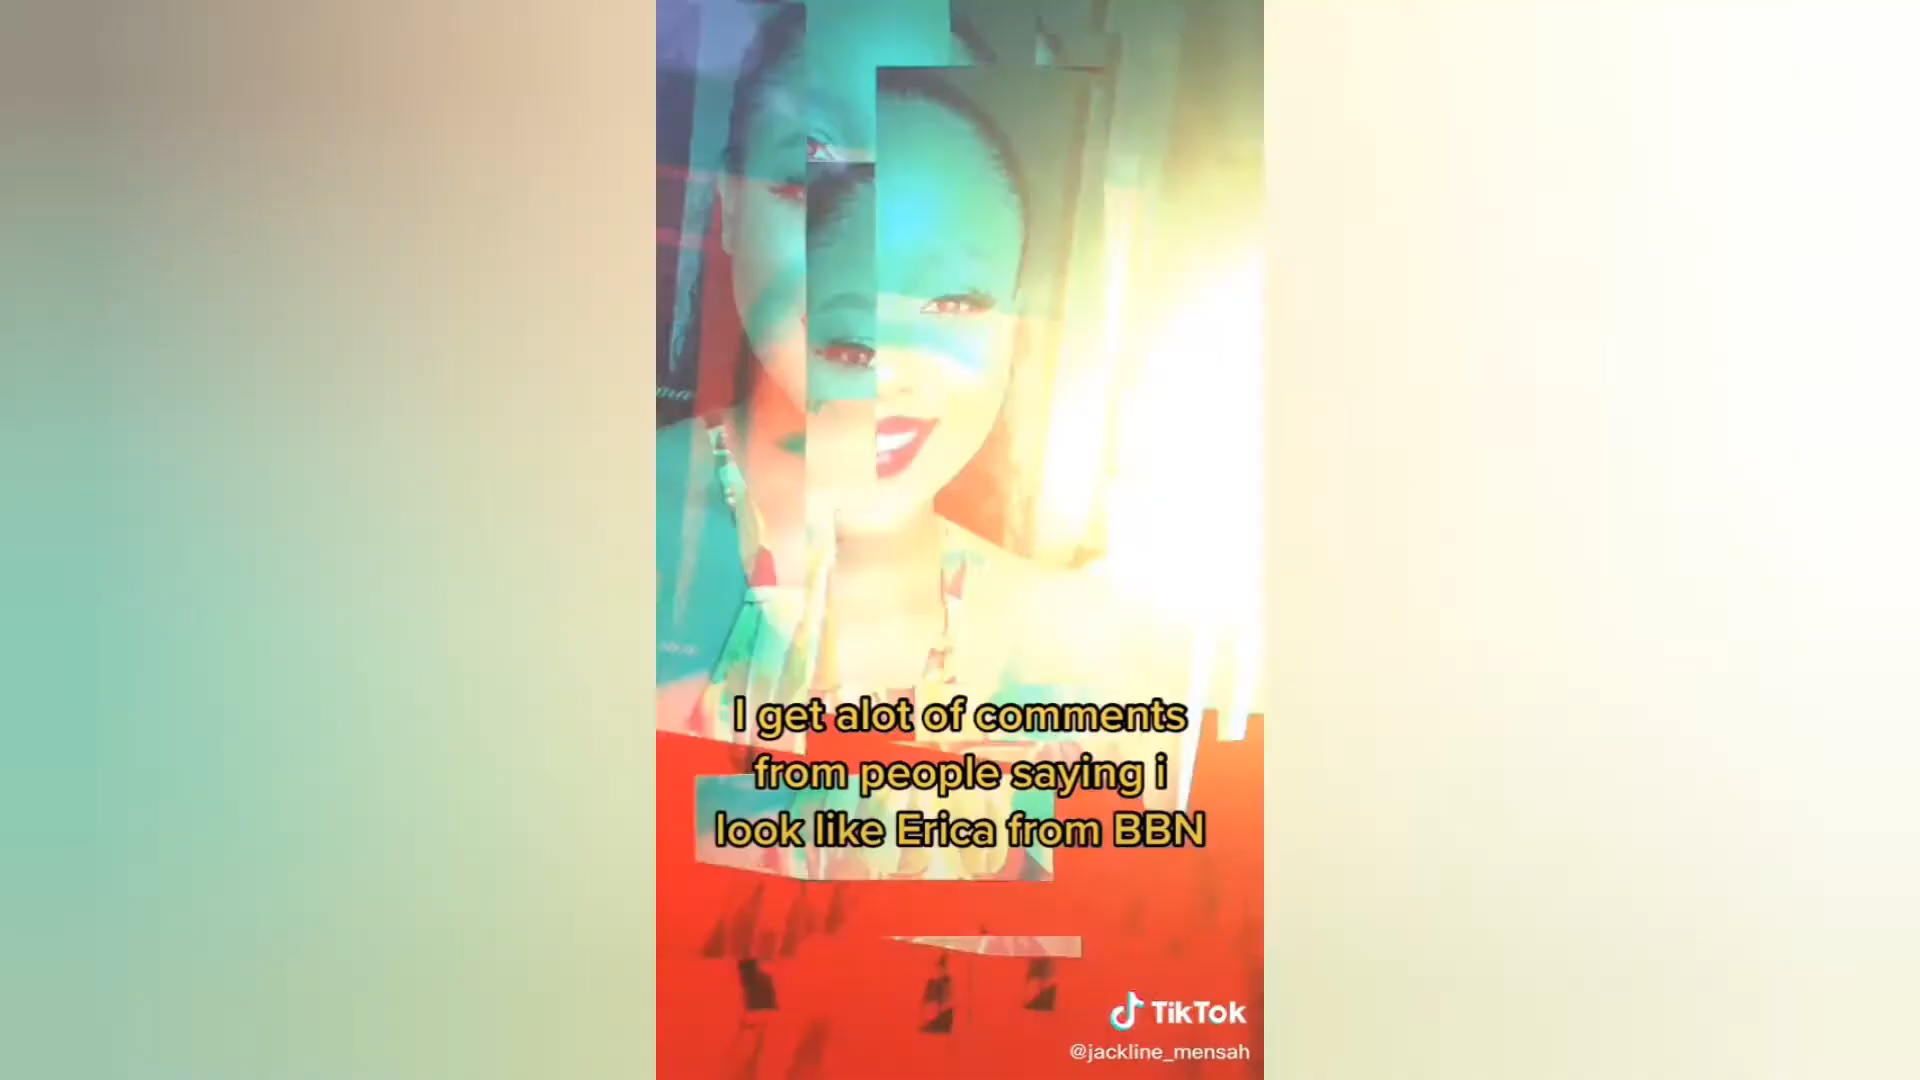 I get alot of comments
from people saying i
look like Erica from BBN
TikTok
@jackline_mensah